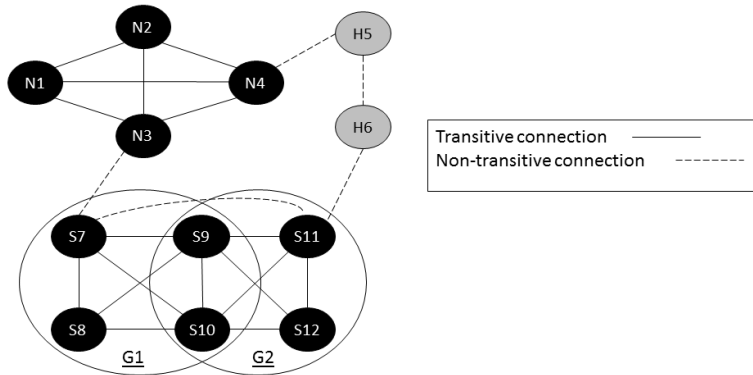 N2
H5
N1
N4
N3
H6
Transitive connection
Non-transitive connection
S7
S9
S11
S8
S10
S12
G1
G2